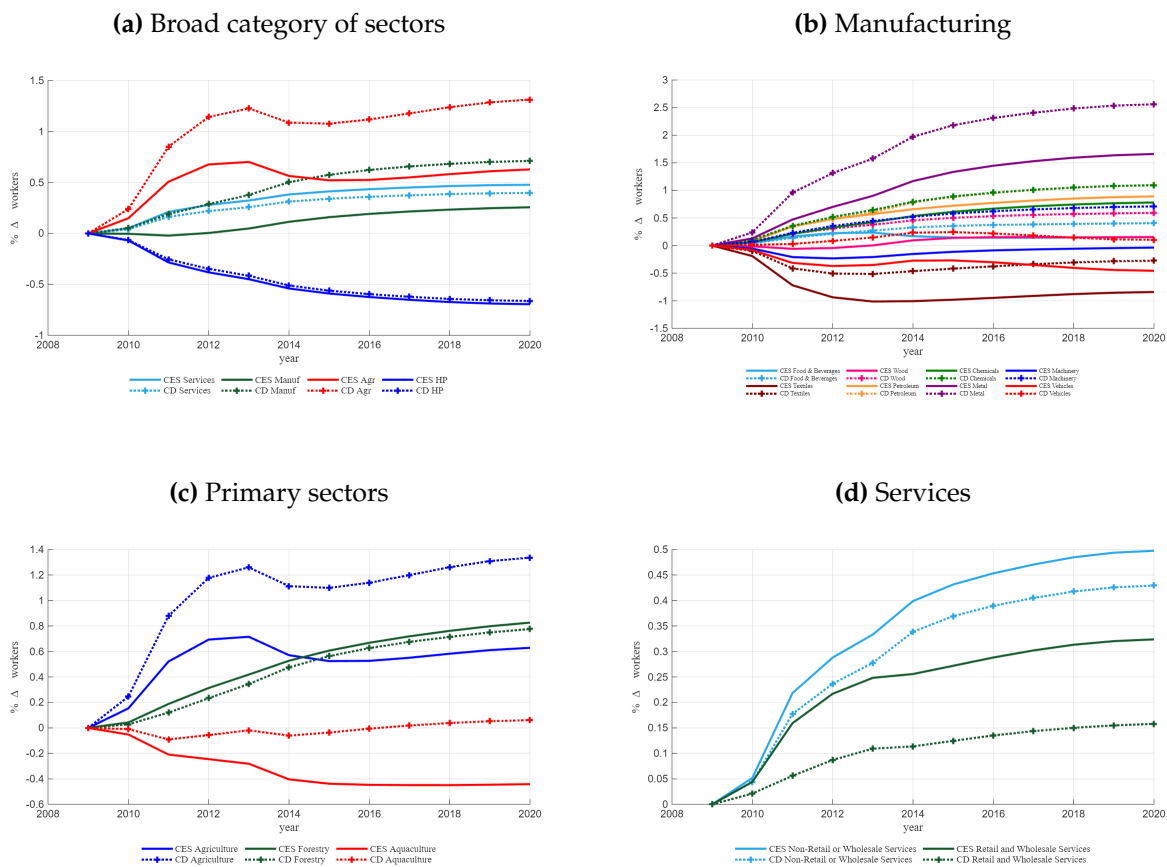 (a) Broad category of sectors
1.5
1
0.5
0
-0.5
-1
% Δ workers
2008 2010 2012 2014 2016 2018 2020
year
CES Services CES Manuf CES Agr CES HP
CD Services CD Manuf CD Agr CD HP
(b) Manufacturing
3
2.5
2
1.5
1
0.5
0
-0.5
-1
-1.5
% Δ workers
2008 2010 2012 2014 2016 2018 2020
year
CES Food & Beverages CES Wood CES Chemicals CES Machinery
CD Food & Beverages CD Wood CD Chemicals CD Machinery
CES Textiles CES Petroleum CES Metal CES Vehicles
CD Textiles CD Petroleum CD Metal CD Vehicles
(c) Primary sectors
1.4
1.2
1
0.8
0.6
0.4
0.2
0
-0.2
-0.4
-0.6
% Δ workers
2008 2010 2012 2014 2016 2018 2020
year
CES Agriculture CES Forestry CES Aquaculture
CD Agriculture CD Forestry CD Aquaculture
(d) Services
0.5
0.45
0.4
0.35
0.3
0.25
0.2
0.15
0.1
0.05
0
% Δ workers
2008 2010 2012 2014 2016 2018 2020
year
CES Non-Retail or Wholesale Services CES Retail and Wholesale Services
CD Non-Retail or Wholesale Services CD Retail and Wholesale Services